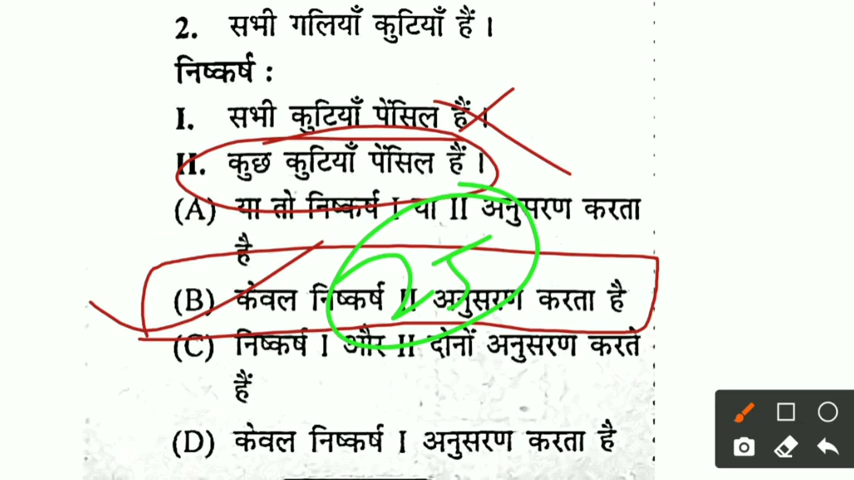 2. सभी गलियाँ कुटियाँ हैं ।
निष्कर्ष :
I. सभी कुटियाँ पेंसिल हैं ।
II. कुछ कुटियाँ पेंसिल हैं ।
(A) या तो निष्कर्ष I या II अनुसरण करता
है
(B) केवल निष्कर्ष II अनुसरण करता है
25
(C) निष्कर्ष I और II दोनों अनुसरण करते
हैं
(D) केवल निष्कर्ष I अनुसरण करता है